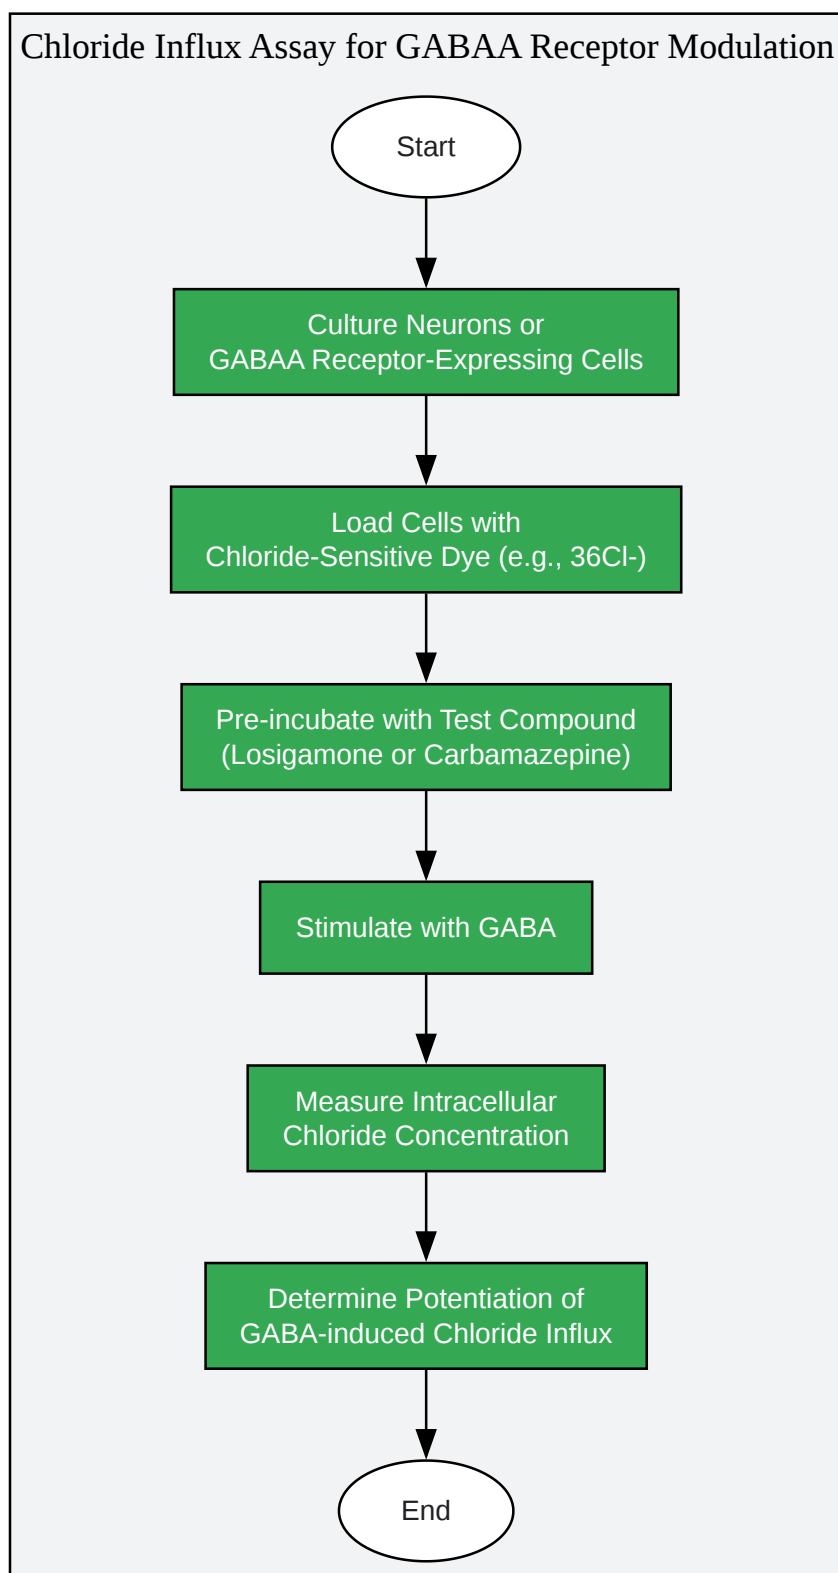 Chloride Influx Assay for GABAA Receptor Modulation
Start
Culture Neurons or
GABAA Receptor-Expressing Cells
Load Cells with
Chloride-Sensitive Dye (e.g., 36Cl-)
Pre-incubate with Test Compound
(Losigamone or Carbamazepine)
Stimulate with GABA
Measure Intracellular
Chloride Concentration
Determine Potentiation of
GABA-induced Chloride Influx
End